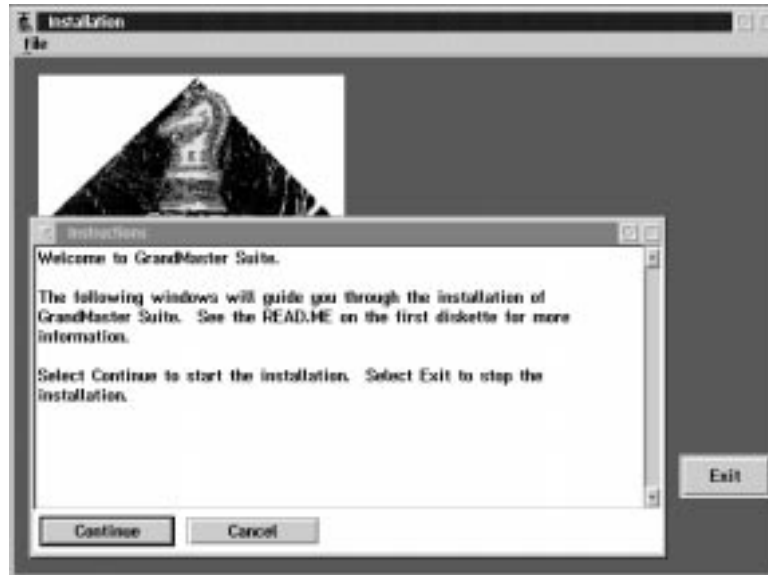 Installation
File
Instructions
Welcome to GrandMaster Suite.
The following windows will guide you through the installation of
GrandMaster Suite.  See the READ.ME on the first diskette for more
information.
Select Continue to start the installation.  Select Exit to stop the
installation.
Exit
Continue
Cancel